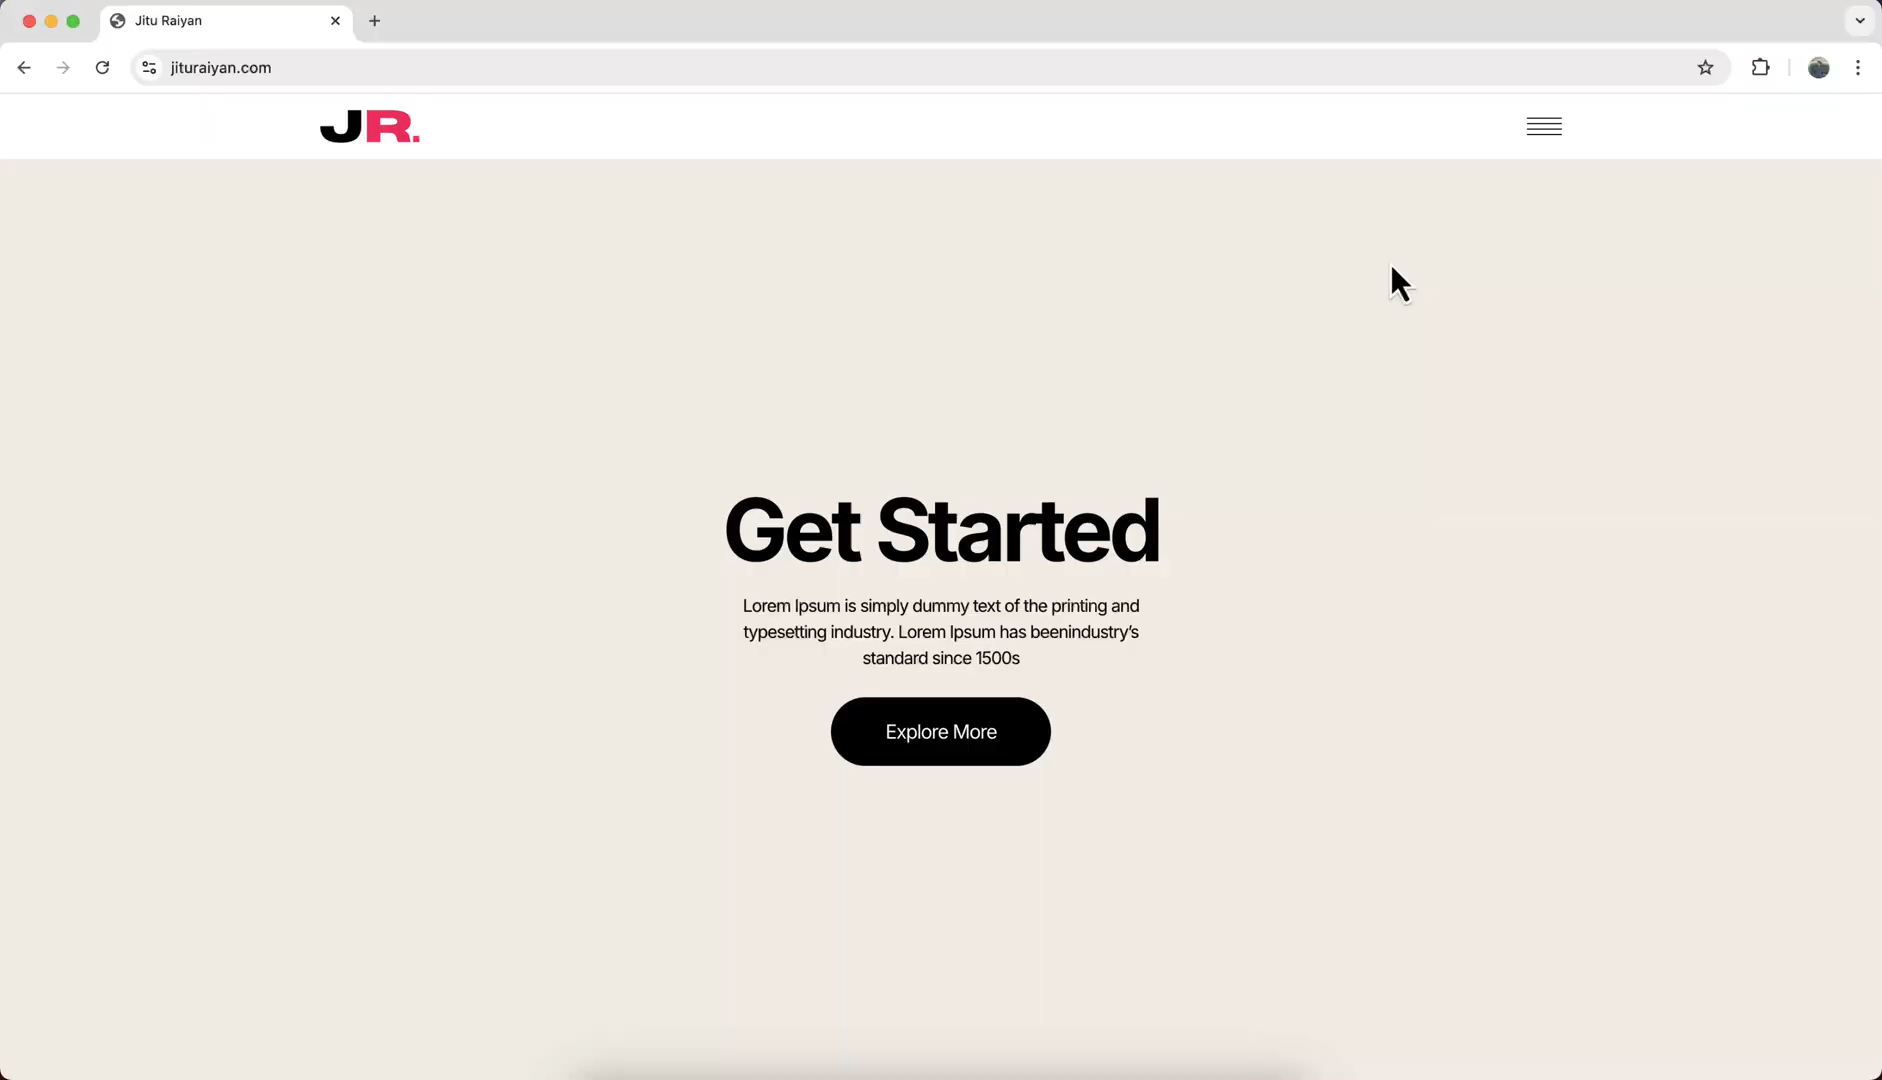 Jitu Raiyan
jituraiyan.com
JR.
Get Started
Lorem Ipsum is simply dummy text of the printing and
typesetting industry. Lorem Ipsum has beenindustry’s
standard since 1500s
Explore More